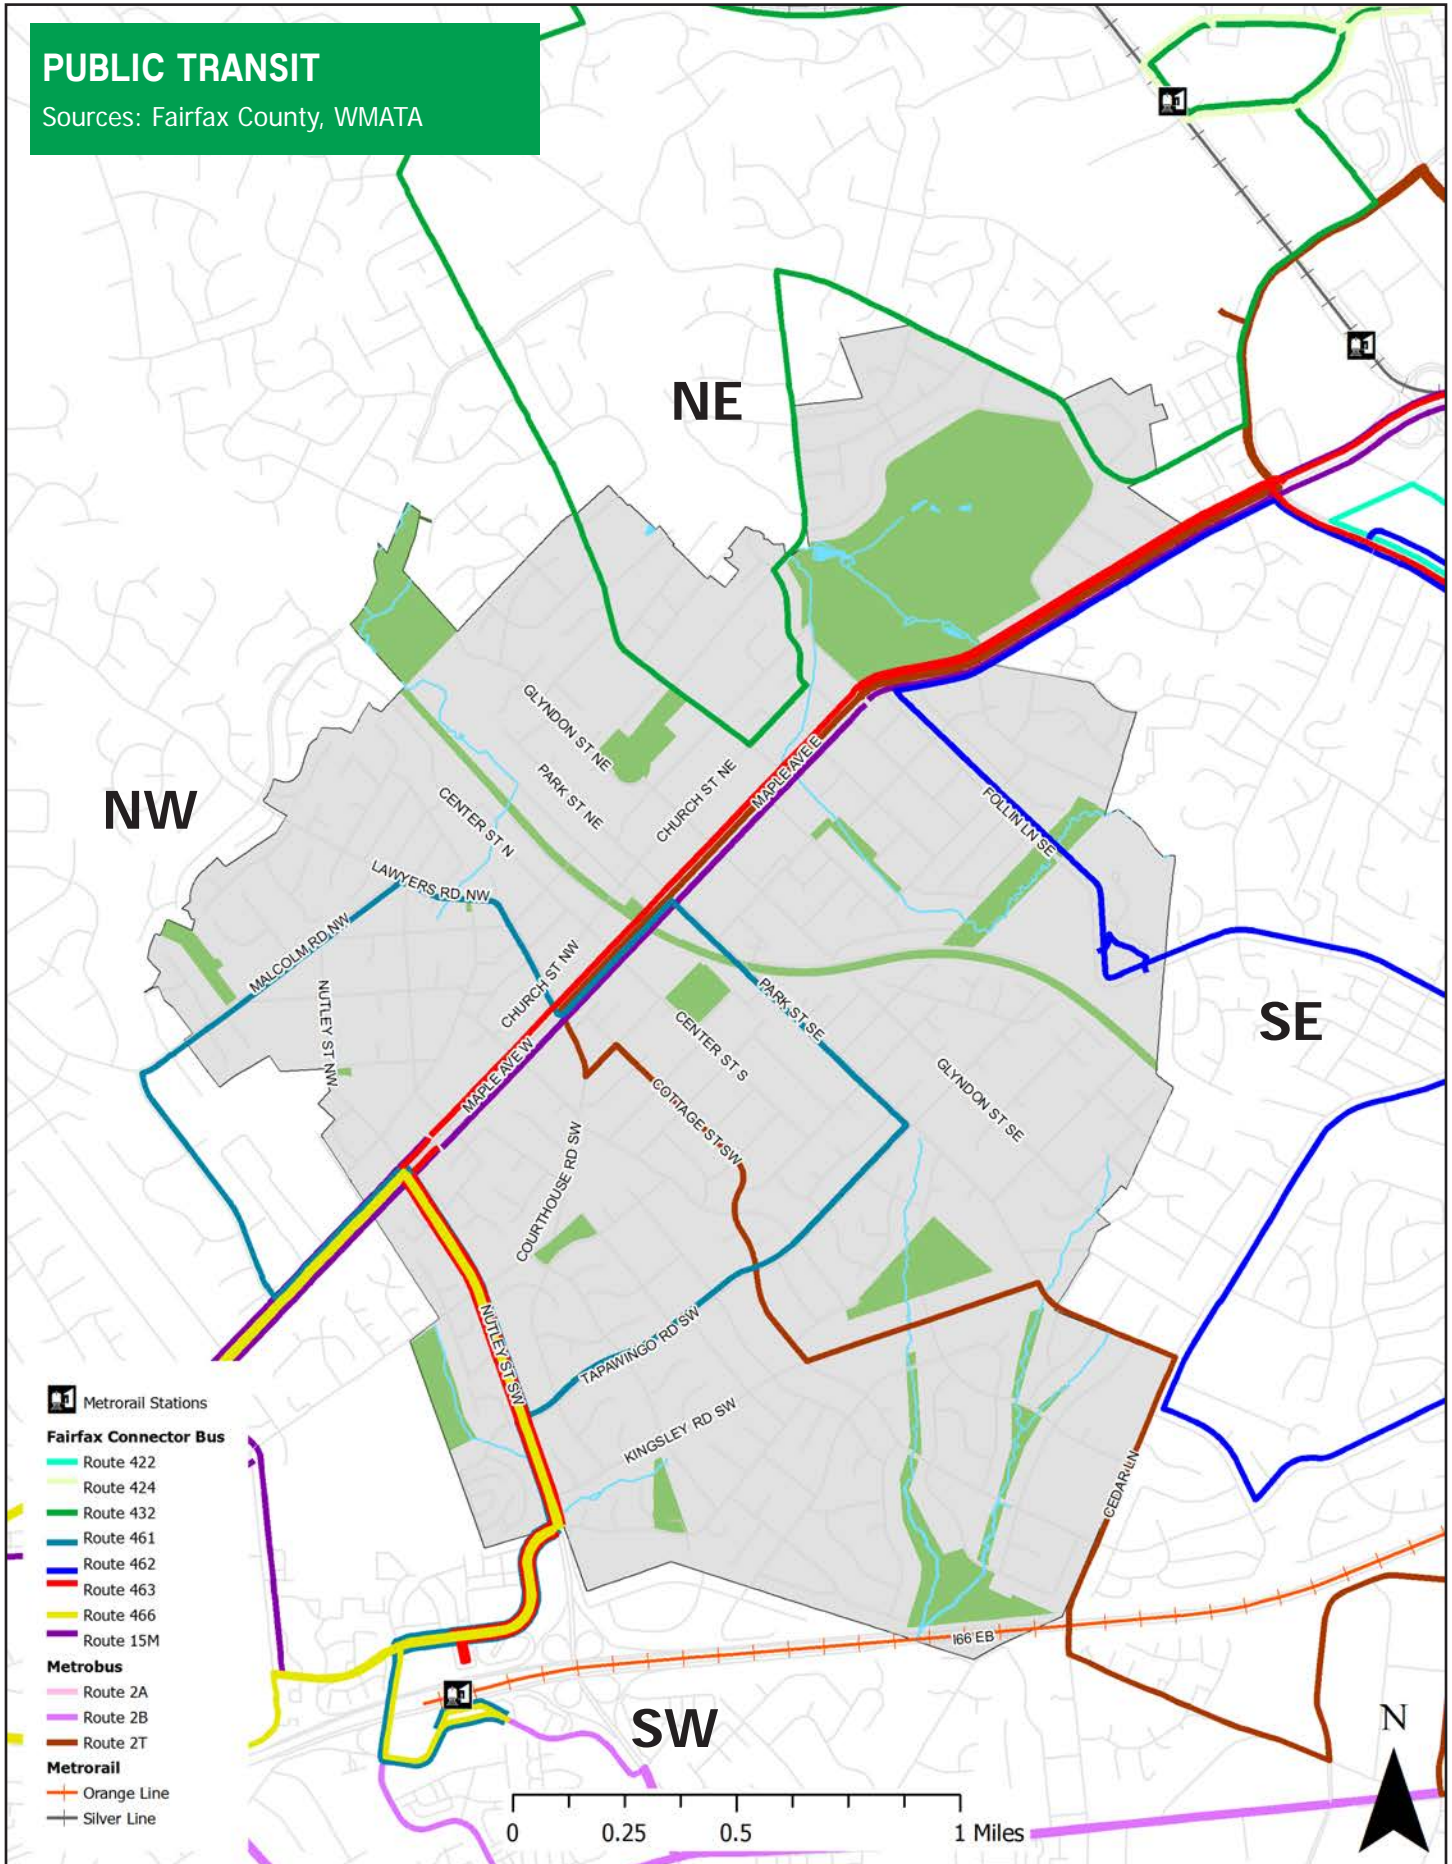 PUBLIC TRANSIT
Sources: Fairfax County, WMATA
NE
NW
GLYNDON ST NE
PARK ST NE
CENTER ST N
CHURCH ST NE
MAPLE AVE E
FOLLIN LN SE
LAWYERS RD NW
MALCOLM RD NW
NUTLEY ST NW
CHURCH ST NW
MAPLE AVE W
PARK ST SE
CENTER ST S
SE
GLYNDON ST SE
COTTAGE ST SW
COURTHOUSE RD SW
NUTLEY ST SW
TAPAWINGO RD SW
KINGSLEY RD SW
CEDAR LN
I66 EB
SW
Metrorail Stations
Fairfax Connector Bus
Route 422
Route 424
Route 432
Route 461
Route 462
Route 463
Route 466
Route 15M
Metrobus
Route 2A
Route 2B
Route 2T
Metrorail
Orange Line
Silver Line
0 0.25 0.5 1 Miles
N